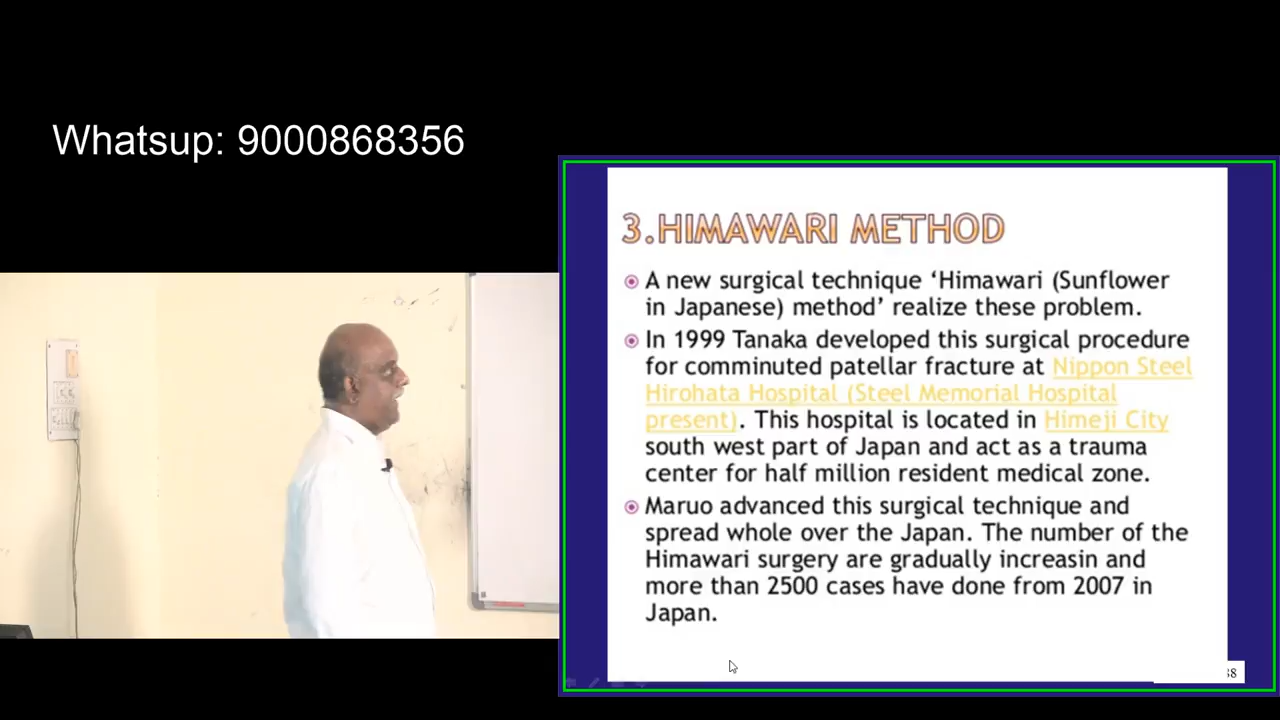 Whatsup: 9000868356
3.HIMAWARI METHOD
A new surgical technique ‘Himawari (Sunflower
in Japanese) method’ realize these problem.
In 1999 Tanaka developed this surgical procedure
for comminuted patellar fracture at Nippon Steel
Hirohata Hospital (Steel Memorial Hospital
present). This hospital is located in Himeji City
south west part of Japan and act as a trauma
center for half million resident medical zone.
Maruo advanced this surgical technique and
spread whole over the Japan. The number of the
Himawari surgery are gradually increasin and
more than 2500 cases have done from 2007 in
Japan.